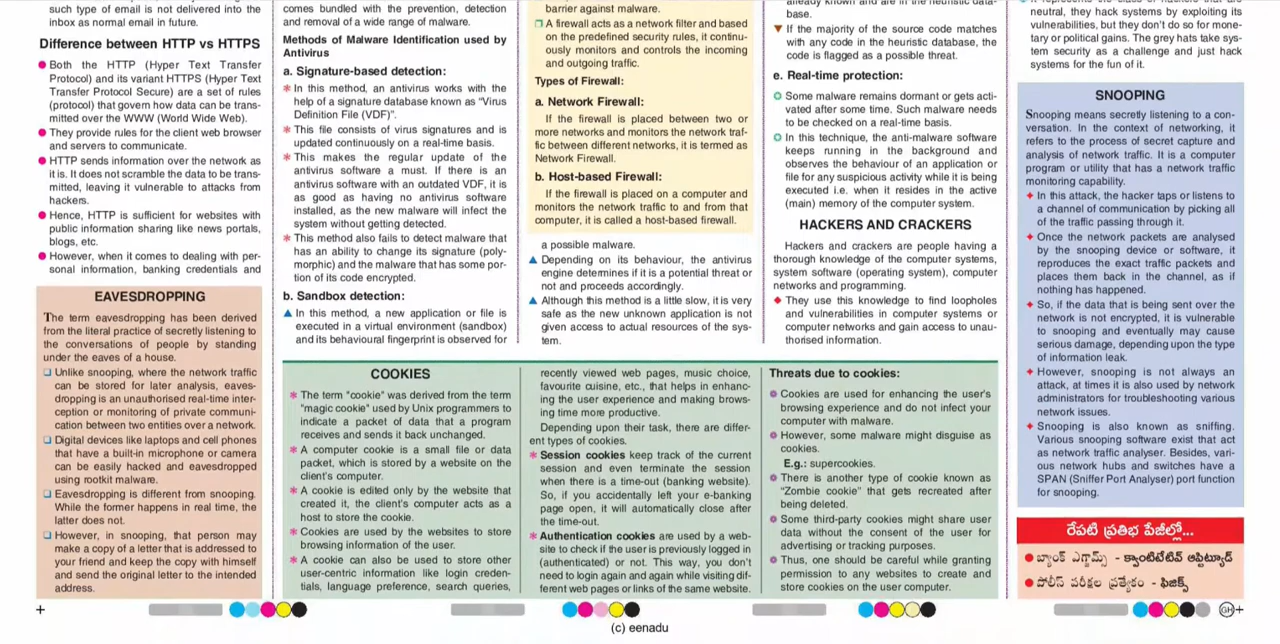 such type of email is not delivered into the
inbox as normal email in future.
Difference between HTTP vs HTTPS
Both the HTTP (Hyper Text Transfer
Protocol) and its variant HTTPS (Hyper Text
Transfer Protocol Secure) are a set of rules
(protocol) that govern how data can be trans-
mitted over the WWW (World Wide Web).
They provide rules for the client web browser
and servers to communicate.
HTTP sends information over the network as
it is. It does not scramble the data to be trans-
mitted, leaving it vulnerable to attacks from
hackers.
Hence, HTTP is sufficient for websites with
public information sharing like news portals,
blogs, etc.
However, when it comes to dealing with per-
sonal information, banking credentials and
EAVESDROPPING
The term eavesdropping has been derived
from the literal practice of secretly listening to
the conversations of people by standing
under the eaves of a house.
Unlike snooping, where the network traffic
can be stored for later analysis, eaves-
dropping is an unauthorised real-time inter-
ception or monitoring of private communi-
cation between two entities over a network.
Digital devices like laptops and cell phones
that have a built-in microphone or camera
can be easily hacked and eavesdropped
using rootkit malware.
Eavesdropping is different from snooping.
While the former happens in real time, the
latter does not.
However, in snooping, that person may
make a copy of a letter that is addressed to
your friend and keep the copy with himself
and send the original letter to the intended
address.
comes bundled with the prevention, detection
and removal of a wide range of malware.
Methods of Malware Identification used by
Antivirus
a. Signature-based detection:
In this method, an antivirus works with the
help of a signature database known as "Virus
Definition File (VDF)".
This file consists of virus signatures and is
updated continuously on a real-time basis.
This makes the regular update of the
antivirus software a must. If there is an
antivirus software with an outdated VDF, it is
as good as having no antivirus software
installed, as the new malware will infect the
system without getting detected.
This method also fails to detect malware that
has an ability to change its signature (poly-
morphic) and the malware that has some por-
tion of its code encrypted.
b. Sandbox detection:
In this method, a new application or file is
executed in a virtual environment (sandbox)
and its behavioural fingerprint is observed for
barrier against malware.
A firewall acts as a network filter and based
on the predefined security rules, it continu-
ously monitors and controls the incoming
and outgoing traffic.
Types of Firewall:
a. Network Firewall:
If the firewall is placed between two or
more networks and monitors the network traf-
fic between different networks, it is termed as
Network Firewall.
b. Host-based Firewall:
If the firewall is placed on a computer and
monitors the network traffic to and from that
computer, it is called a host-based firewall.
a possible malware.
Depending on its behaviour, the antivirus
engine determines if it is a potential threat or
not and proceeds accordingly.
Although this method is a little slow, it is very
safe as the new unknown application is not
given access to actual resources of the sys-
tem.
already known and are in the heuristic data-
base.
If the majority of the source code matches
with any code in the heuristic database, the
code is flagged as a possible threat.
e. Real-time protection:
Some malware remains dormant or gets acti-
vated after some time. Such malware needs
to be checked on a real-time basis.
In this technique, the anti-malware software
keeps running in the background and
observes the behaviour of an application or
file for any suspicious activity while it is being
executed i.e. when it resides in the active
(main) memory of the computer system.
HACKERS AND CRACKERS
Hackers and crackers are people having a
thorough knowledge of the computer systems,
system software (operating system), computer
networks and programming.
They use this knowledge to find loopholes
and vulnerabilities in computer systems or
computer networks and gain access to unau-
thorised information.
COOKIES
The term "cookie" was derived from the term
"magic cookie" used by Unix programmers to
indicate a packet of data that a program
receives and sends it back unchanged.
A computer cookie is a small file or data
packet, which is stored by a website on the
client's computer.
A cookie is edited only by the website that
created it, the client's computer acts as a
host to store the cookie.
Cookies are used by the websites to store
browsing information of the user.
A cookie can also be used to store other
user-centric information like login creden-
tials, language preference, search queries,
recently viewed web pages, music choice,
favourite cuisine, etc., that helps in enhanc-
ing the user experience and making brows-
ing time more productive.
Depending upon their task, there are differ-
ent types of cookies.
Session cookies keep track of the current
session and even terminate the session
when there is a time-out (banking website).
So, if you accidentally left your e-banking
page open, it will automatically close after
the time-out.
Authentication cookies are used by a web-
site to check if the user is previously logged in
(authenticated) or not. This way, you don't
need to login again and again while visiting dif-
ferent web pages or links of the same website.
Threats due to cookies:
Cookies are used for enhancing the user's
browsing experience and do not infect your
computer with malware.
However, some malware might disguise as
cookies.
E.g.: supercookies.
There is another type of cookie known as
"Zombie cookie" that gets recreated after
being deleted.
Some third-party cookies might share user
data without the consent of the user for
advertising or tracking purposes.
Thus, one should be careful while granting
permission to any websites to create and
store cookies on the user computer.
neutral, they hack systems by exploiting its
vulnerabilities, but they don't do so for mone-
tary or political gains. The grey hats take sys-
tem security as a challenge and just hack
systems for the fun of it.
SNOOPING
Snooping means secretly listening to a con-
versation. In the context of networking, it
refers to the process of secret capture and
analysis of network traffic. It is a computer
program or utility that has a network traffic
monitoring capability.
In this attack, the hacker taps or listens to
a channel of communication by picking all
of the traffic passing through it.
Once the network packets are analysed
by the snooping device or software, it
reproduces the exact traffic packets and
places them back in the channel, as if
nothing has happened.
So, if the data that is being sent over the
network is not encrypted, it is vulnerable
to snooping and eventually may cause
serious damage, depending upon the type
of information leak.
However, snooping is not always an
attack, at times it is also used by network
administrators for troubleshooting various
network issues.
Snooping is also known as sniffing.
Various snooping software exist that act
as network traffic analyser. Besides, vari-
ous network hubs and switches have a
SPAN (Sniffer Port Analyser) port function
for snooping.
రేపటి ప్రతిభ పేజీల్లో...
బ్యాంక్ ఎగ్జామ్స్ - క్వాంటిటేటివ్ ఆప్టిట్యూడ్
పోలీస్ పరీక్షల ప్రత్యేకం - ఫిజిక్స్
GH
(c) eenadu